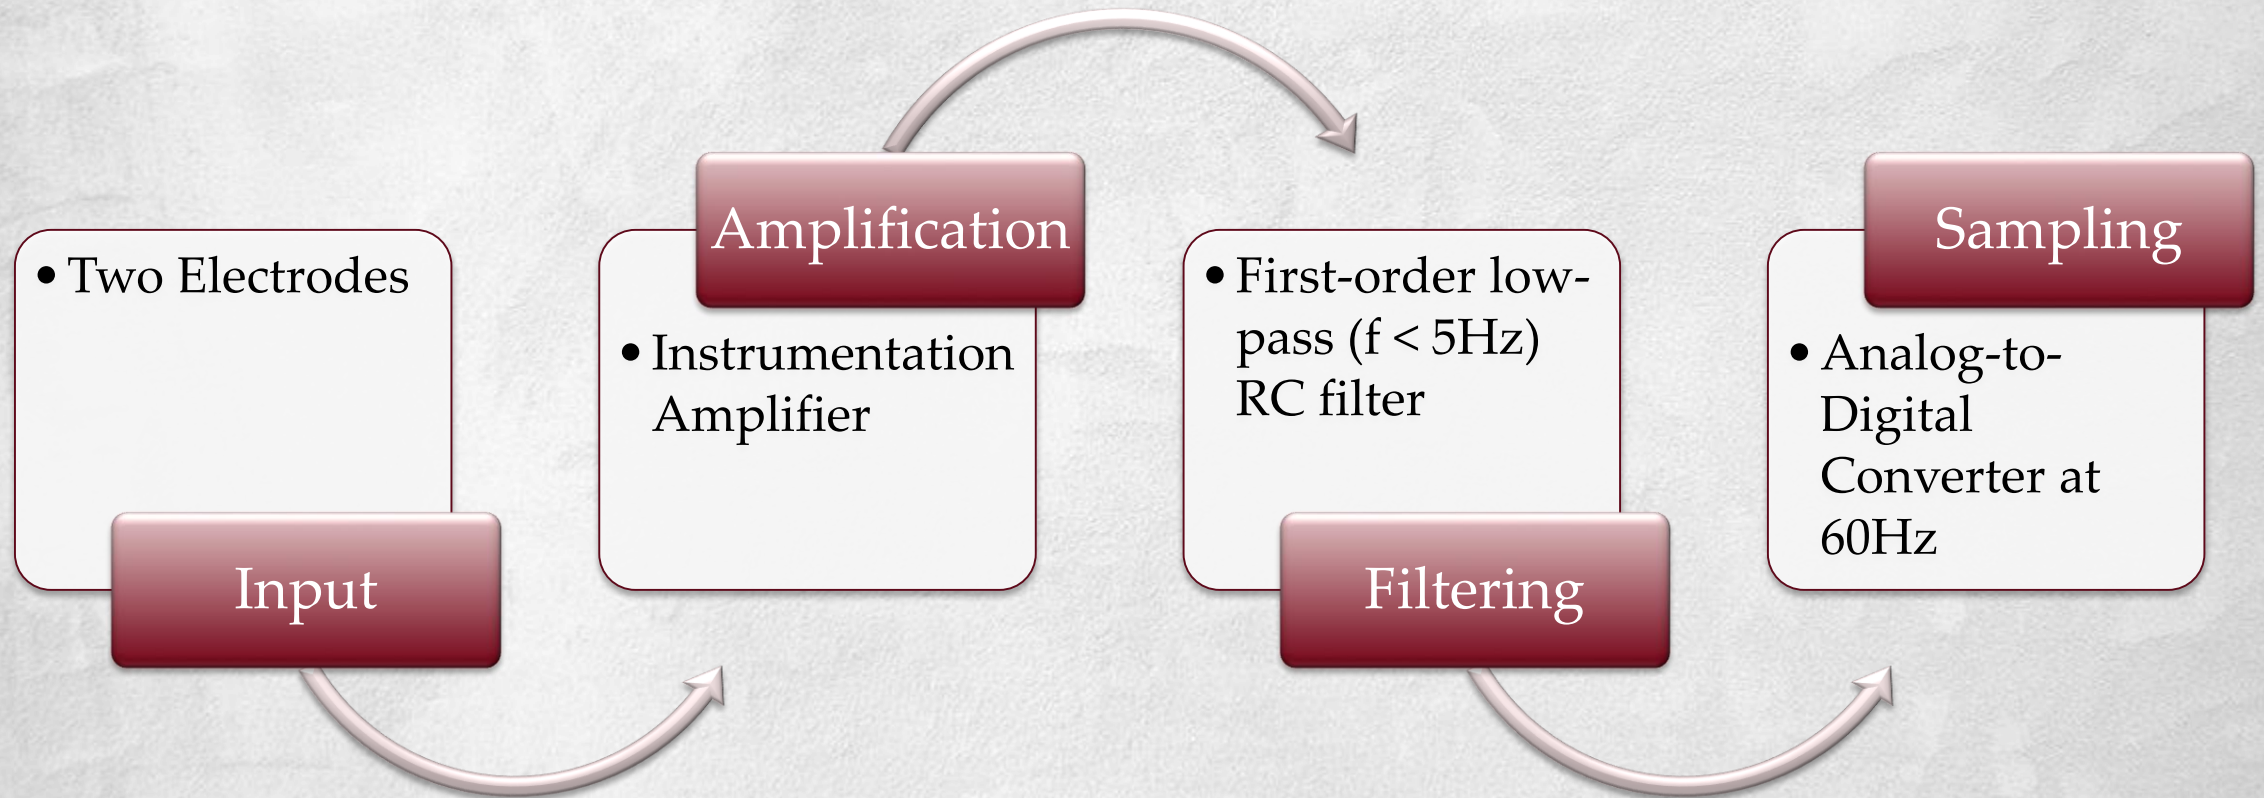 • Two Electrodes
Input
Amplification
• Instrumentation
Amplifier
• First-order low-
pass (f < 5Hz)
RC filter
Filtering
Sampling
• Analog-to-
Digital
Converter at
60Hz